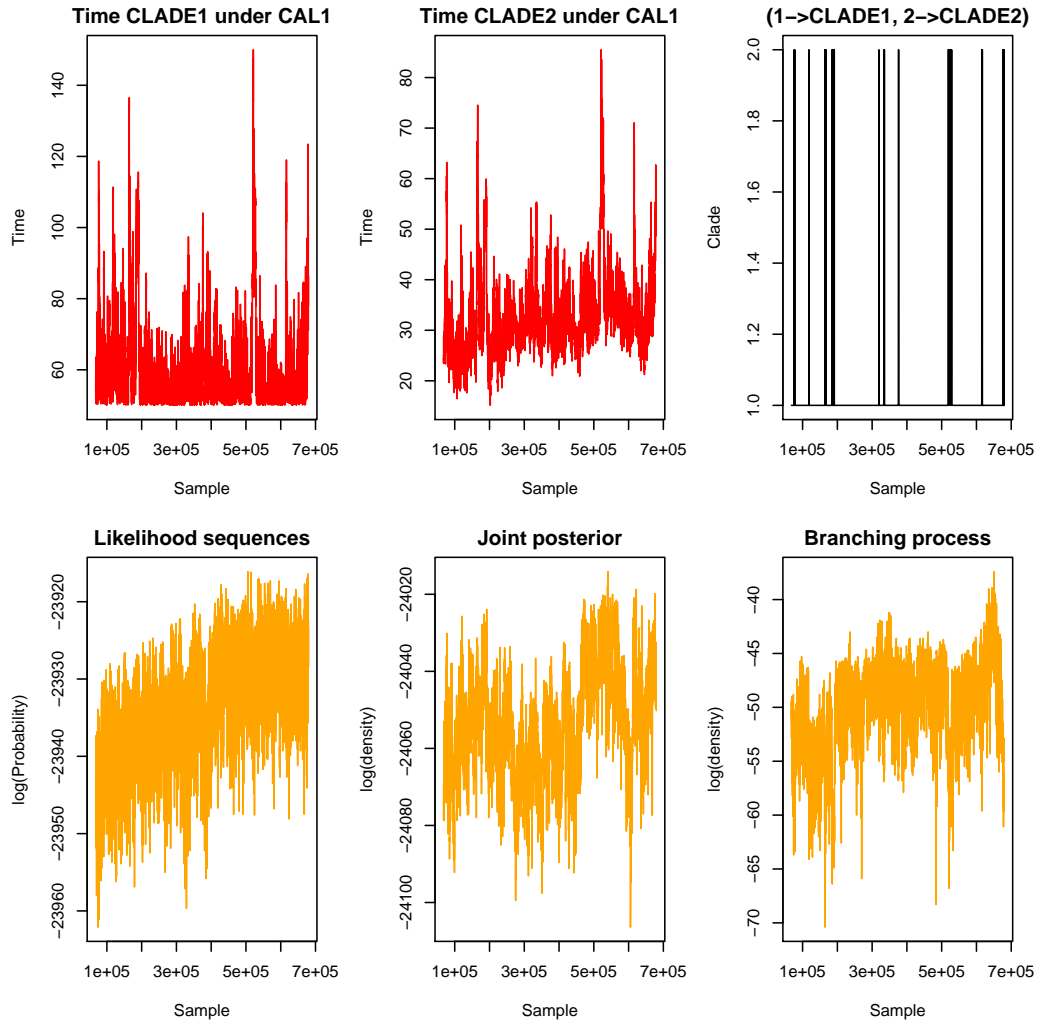 Time CLADE1 under CAL1
Time
140
120
100
80
60
1e+05
3e+05
5e+05
7e+05
Sample
Time CLADE2 under CAL1
Time
80
70
60
50
40
30
20
1e+05
3e+05
5e+05
7e+05
Sample
(1->CLADE1, 2->CLADE2)
Clade
2.0
1.8
1.6
1.4
1.2
1.0
1e+05
3e+05
5e+05
7e+05
Sample
Likelihood sequences
log(Probability)
-23920
-23930
-23940
-23950
-23960
1e+05
3e+05
5e+05
7e+05
Sample
Joint posterior
log(density)
-24020
-24040
-24060
-24080
-24100
1e+05
3e+05
5e+05
7e+05
Sample
Branching process
log(density)
-40
-45
-50
-55
-60
-65
-70
1e+05
3e+05
5e+05
7e+05
Sample